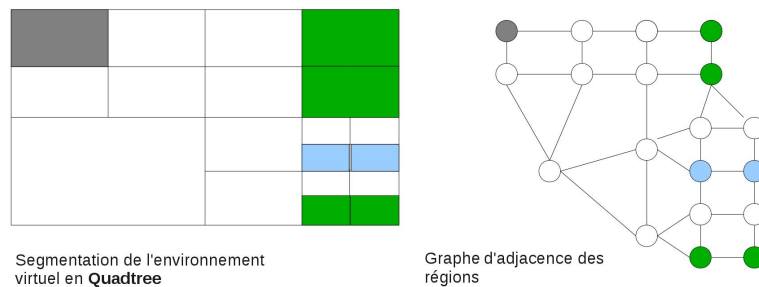 Segmentation de l'environnement
virtuel en Quadtree
Graphe d'adjacence des
régions